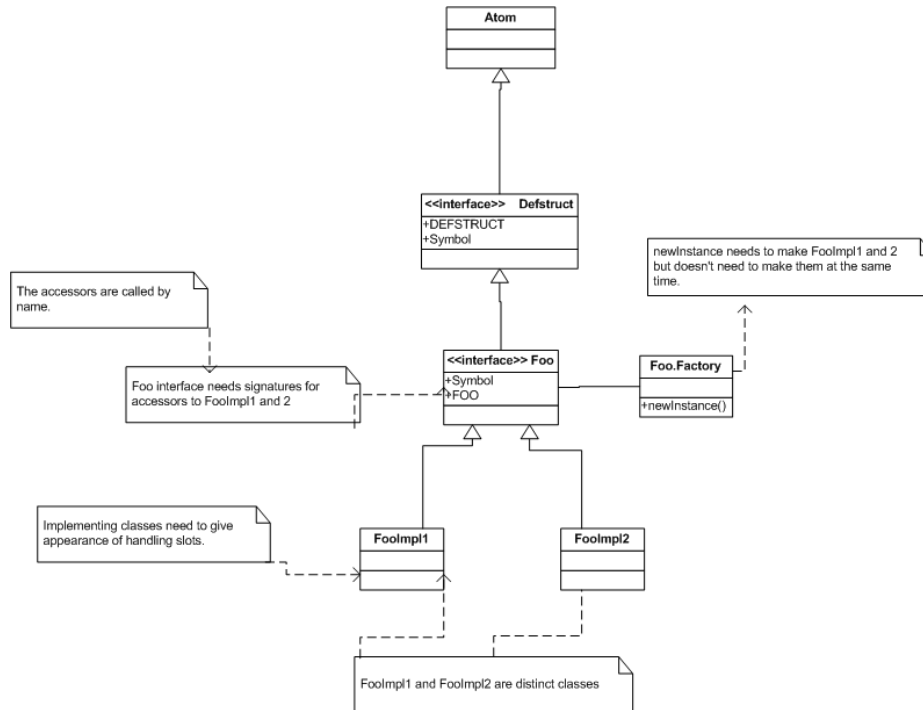 Atom
<<interface>> Defstruct
+DEFSTRUCT
+Symbol
newInstance needs to make FooImpl1 and 2
but doesn't need to make them at the same
time.
The accessors are called by
name.
<<interface>> Foo
+Symbol
+FOO
Foo.Factory
+newInstance()
Foo interface needs signatures for
accessors to FooImpl1 and 2
Implementing classes need to give
appearance of handling slots.
FooImpl1
FooImpl2
FooImpl1 and FooImpl2 are distinct classes